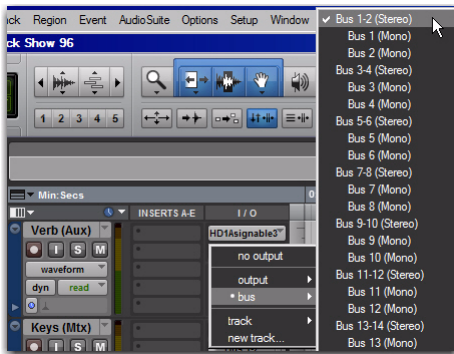 ck Region Event AudioSuite Options Setup Window
ck Show 96
1 2 3 4 5
Min:Secs
0
INSERTS A-E I / O
Verb (Aux)
HD1Asignable3
I S M
waveform
dyn read
Keys (Mtx)
I S M
no output
output
• bus
track
new track...
✓ Bus 1-2 (Stereo)
Bus 1 (Mono)
Bus 2 (Mono)
Bus 3-4 (Stereo)
Bus 3 (Mono)
Bus 4 (Mono)
Bus 5-6 (Stereo)
Bus 5 (Mono)
Bus 6 (Mono)
Bus 7-8 (Stereo)
Bus 7 (Mono)
Bus 8 (Mono)
Bus 9-10 (Stereo)
Bus 9 (Mono)
Bus 10 (Mono)
Bus 11-12 (Stereo)
Bus 11 (Mono)
Bus 12 (Mono)
Bus 13-14 (Stereo)
Bus 13 (Mono)